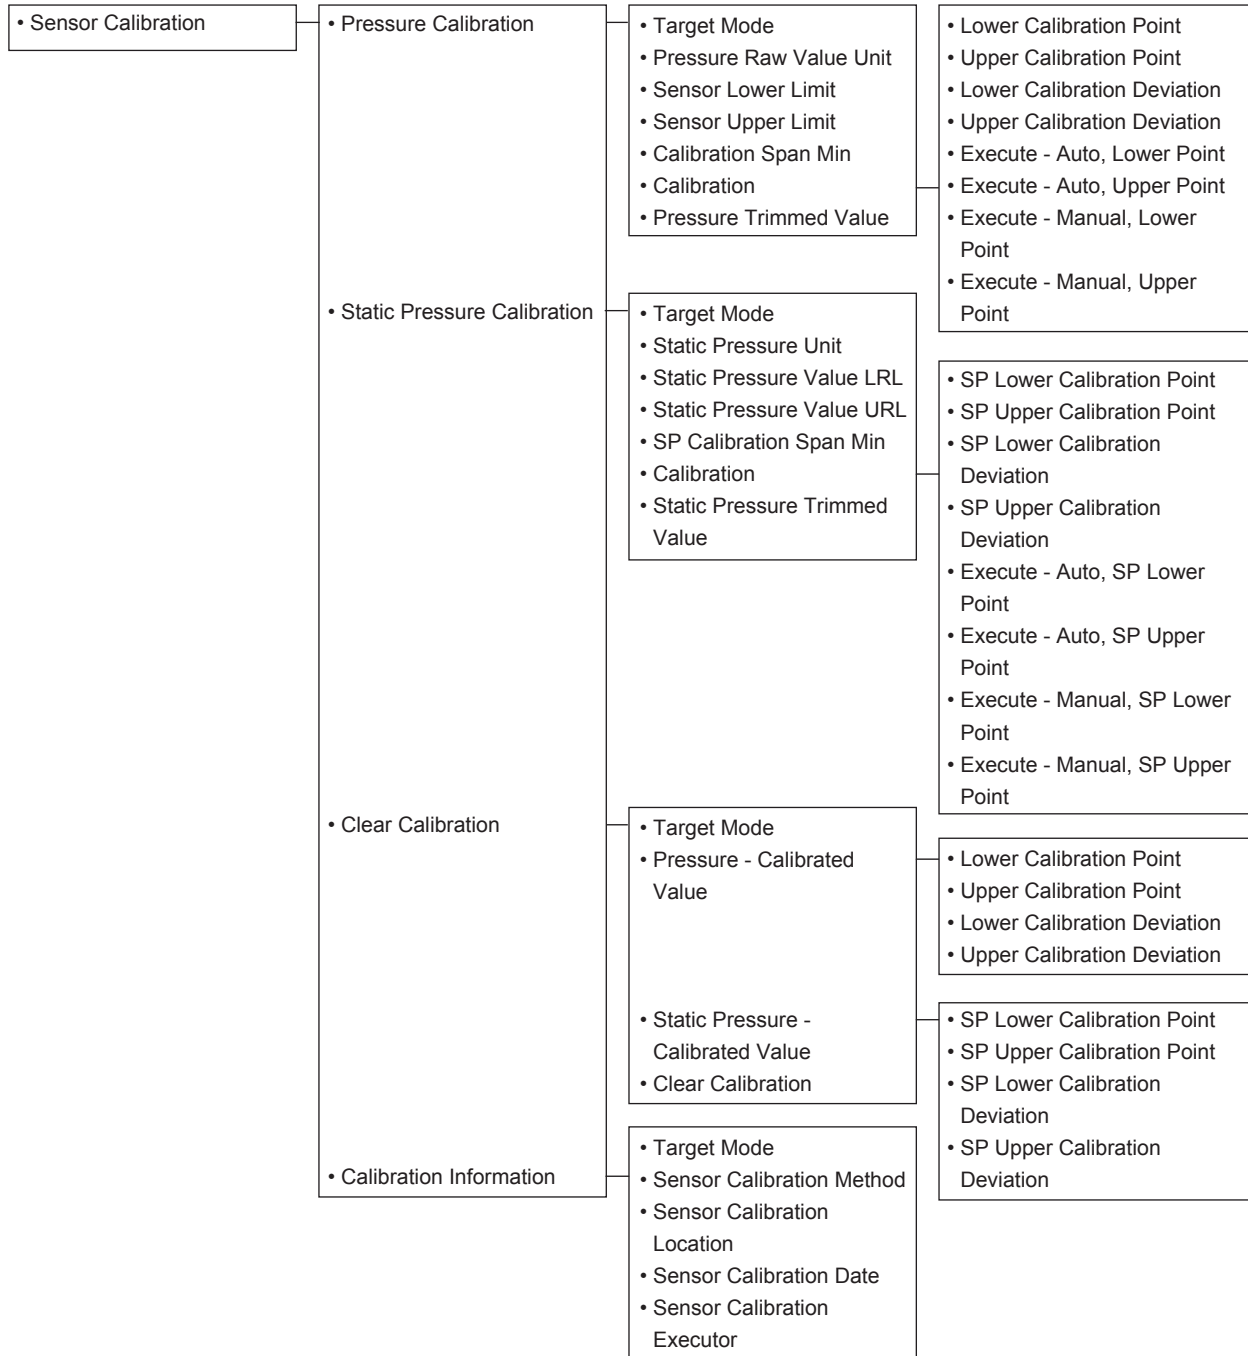 • Sensor Calibration
• Pressure Calibration
• Target Mode
• Pressure Raw Value Unit
• Sensor Lower Limit
• Sensor Upper Limit
• Calibration Span Min
• Calibration
• Pressure Trimmed Value
• Lower Calibration Point
• Upper Calibration Point
• Lower Calibration Deviation
• Upper Calibration Deviation
• Execute - Auto, Lower Point
• Execute - Auto, Upper Point
• Execute - Manual, Lower
Point
• Execute - Manual, Upper
Point
• Static Pressure Calibration
• Target Mode
• Static Pressure Unit
• Static Pressure Value LRL
• Static Pressure Value URL
• SP Calibration Span Min
• Calibration
• Static Pressure Trimmed
Value
• SP Lower Calibration Point
• SP Upper Calibration Point
• SP Lower Calibration
Deviation
• SP Upper Calibration
Deviation
• Execute - Auto, SP Lower
Point
• Execute - Auto, SP Upper
Point
• Execute - Manual, SP Lower
Point
• Execute - Manual, SP Upper
Point
• Clear Calibration
• Target Mode
• Pressure - Calibrated
Value
• Lower Calibration Point
• Upper Calibration Point
• Lower Calibration Deviation
• Upper Calibration Deviation
• Static Pressure -
Calibrated Value
• Clear Calibration
• SP Lower Calibration Point
• SP Upper Calibration Point
• SP Lower Calibration
Deviation
• SP Upper Calibration
Deviation
• Calibration Information
• Target Mode
• Sensor Calibration Method
• Sensor Calibration
Location
• Sensor Calibration Date
• Sensor Calibration
Executor